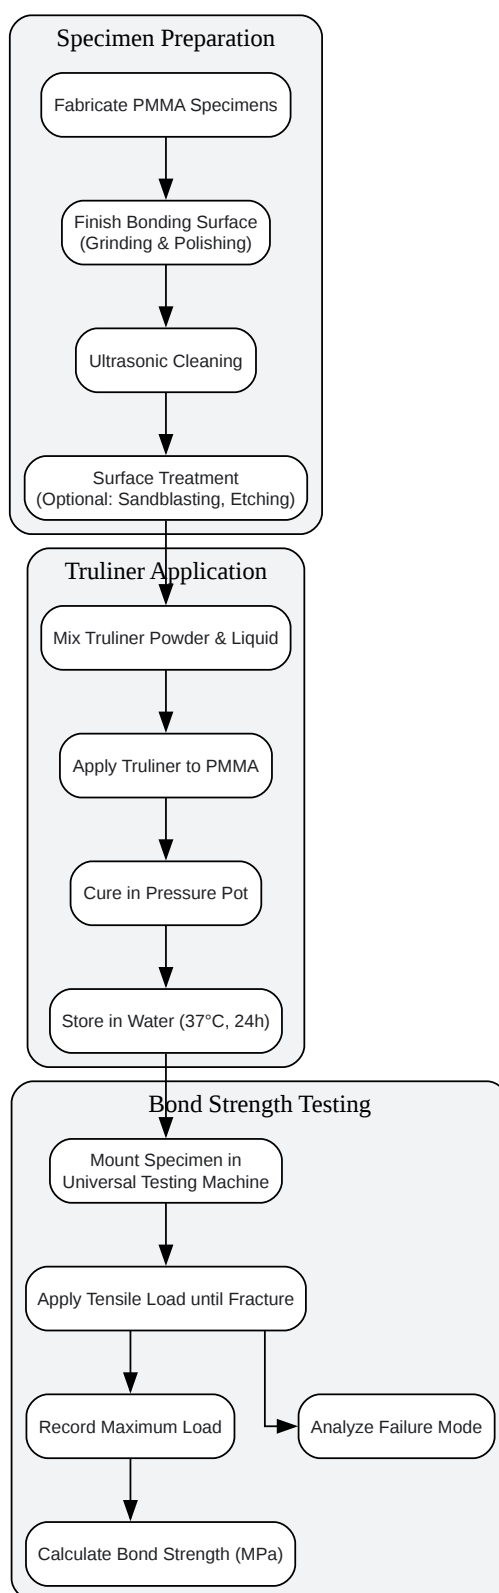 Specimen Preparation
Fabricate PMMA Specimens
Finish Bonding Surface
(Grinding & Polishing)
Ultrasonic Cleaning
Surface Treatment
(Optional: Sandblasting, Etching)
Truliner Application
Mix Truliner Powder & Liquid
Apply Truliner to PMMA
Cure in Pressure Pot
Store in Water (37°C, 24h)
Bond Strength Testing
Mount Specimen in
Universal Testing Machine
Apply Tensile Load until Fracture
Record Maximum Load
Analyze Failure Mode
Calculate Bond Strength (MPa)